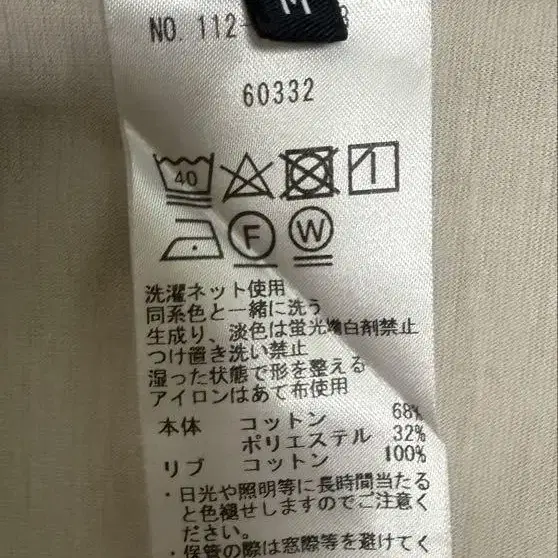 M
NO. 112-
60332
40
F W
洗濯ネット使用
同系色と一緒に洗う
生成り、淡色は蛍光増白剤禁止
つけ置き洗い禁止
湿った状態で形を整える
アイロンはあて布使用
本体 コットン 68%
ポリエステル 32%
リブ コットン 100%
・日光や照明等に長時間当たる
と色褪せしますのでご注意く
ださい。
・保管の際は窓際等を避けてく